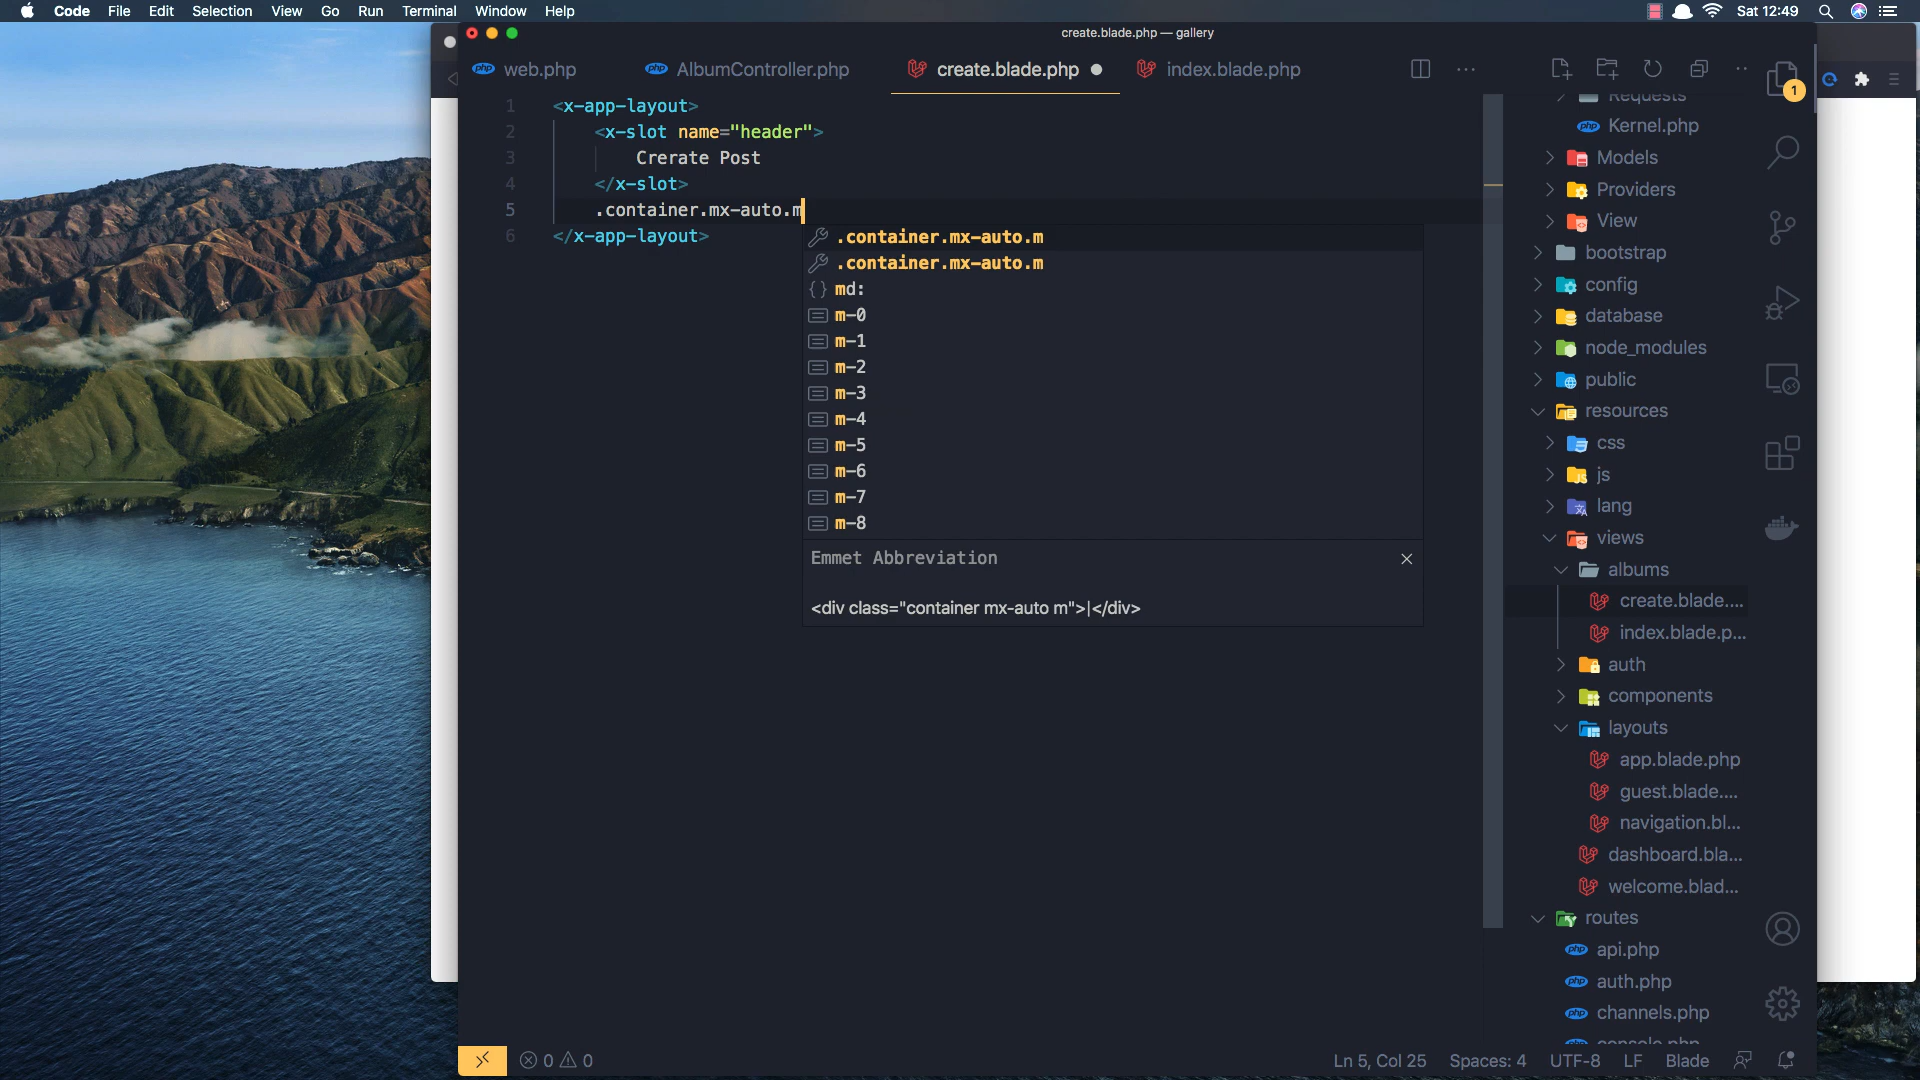 Code File Edit Selection View Go Run Terminal Window Help Sat 12:49
create.blade.php — gallery
web.php AlbumController.php create.blade.php index.blade.php
1 <x-app-layout>
2 <x-slot name="header">
3 Crerate Post
4 </x-slot>
5 .container.mx-auto.m
6 </x-app-layout>
.container.mx-auto.m
.container.mx-auto.m
md:
m-0
m-1
m-2
m-3
m-4
m-5
m-6
m-7
m-8
Emmet Abbreviation
<div class="container mx-auto m">|</div>
Requests
Kernel.php
Models
Providers
View
bootstrap
config
database
node_modules
public
resources
css
js
lang
views
albums
create.blade....
index.blade.p...
auth
components
layouts
app.blade.php
guest.blade....
navigation.bl...
dashboard.bla...
welcome.blad...
routes
api.php
auth.php
channels.php
console.php
1
0 0 Ln 5, Col 25 Spaces: 4 UTF-8 LF Blade